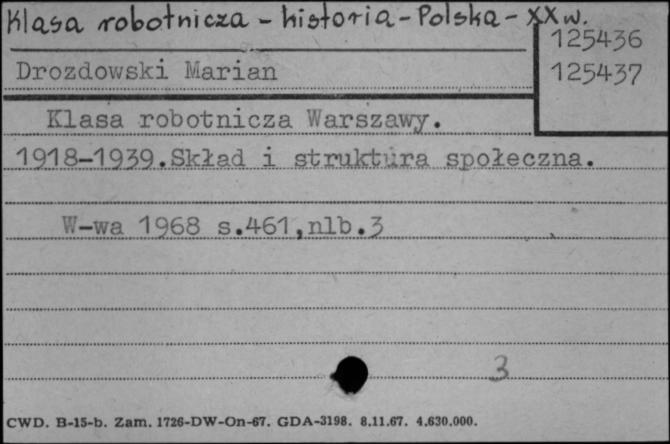 Klasa robotnicza - historia - Polska - XX w.
125436
Drozdowski Marian
125437
Klasa robotnicza Warszawy.
1918-1939.Skład i struktura społeczna.
W-wa 1968 s.461,nlb.3
3
CWD. B-15-b. Zam. 1726-DW-On-67. GDA-3198. 8.11.67. 4.630.000.